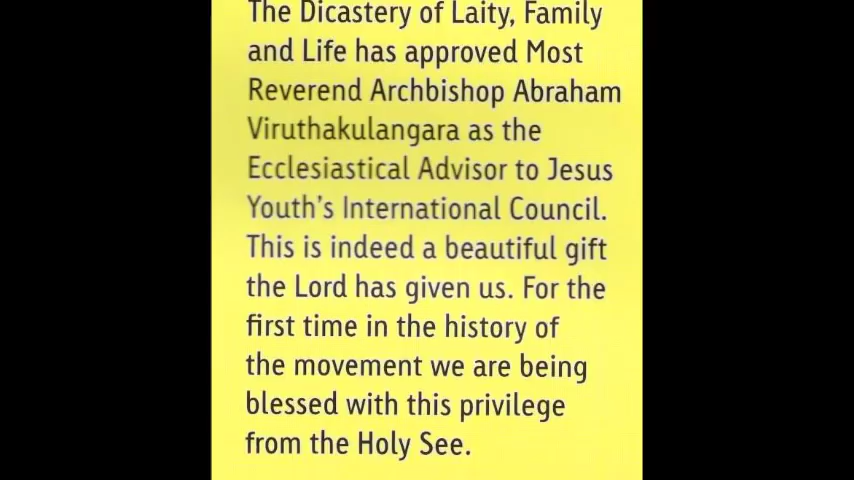 The Dicastery of Laity, Family
and Life has approved Most
Reverend Archbishop Abraham
Viruthakulangara as the
Ecclesiastical Advisor to Jesus
Youth's International Council.
This is indeed a beautiful gift
the Lord has given us. For the
first time in the history of
the movement we are being
blessed with this privilege
from the Holy See.